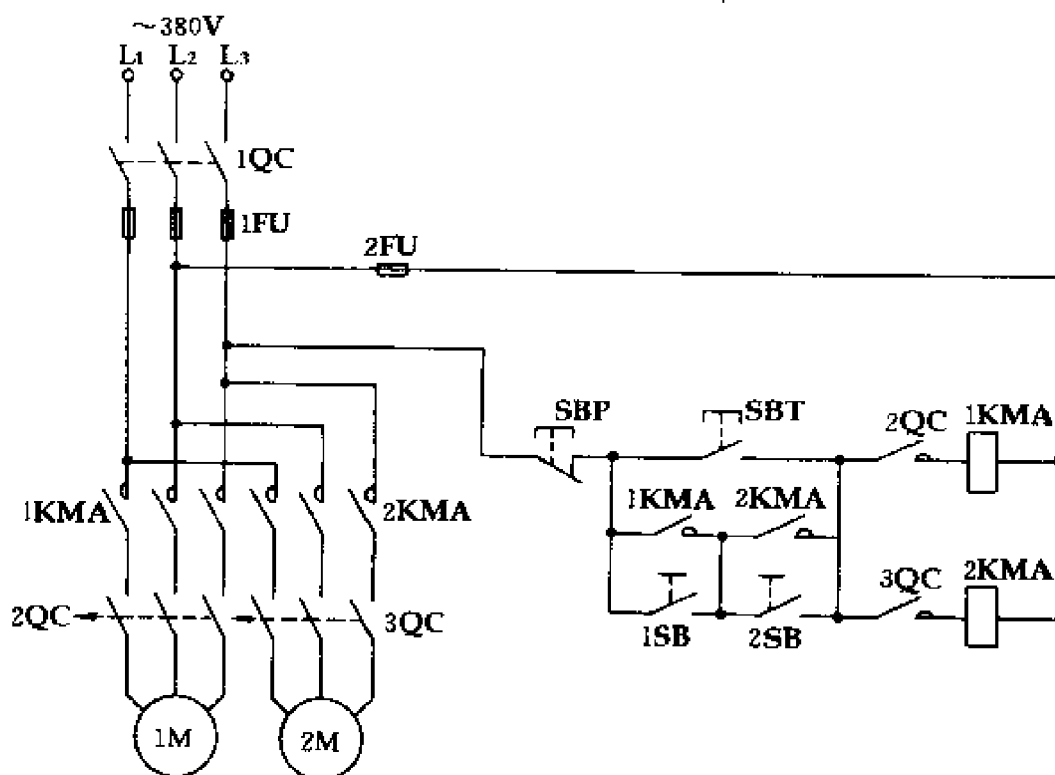 ~380V
L1 L2 L3
1QC
1FU
2FU
SBP SBT 2QC 1KMA
1KMA 2KMA 1KMA 2KMA
2QC 3QC 1SB 2SB 3QC 2KMA
1M 2M